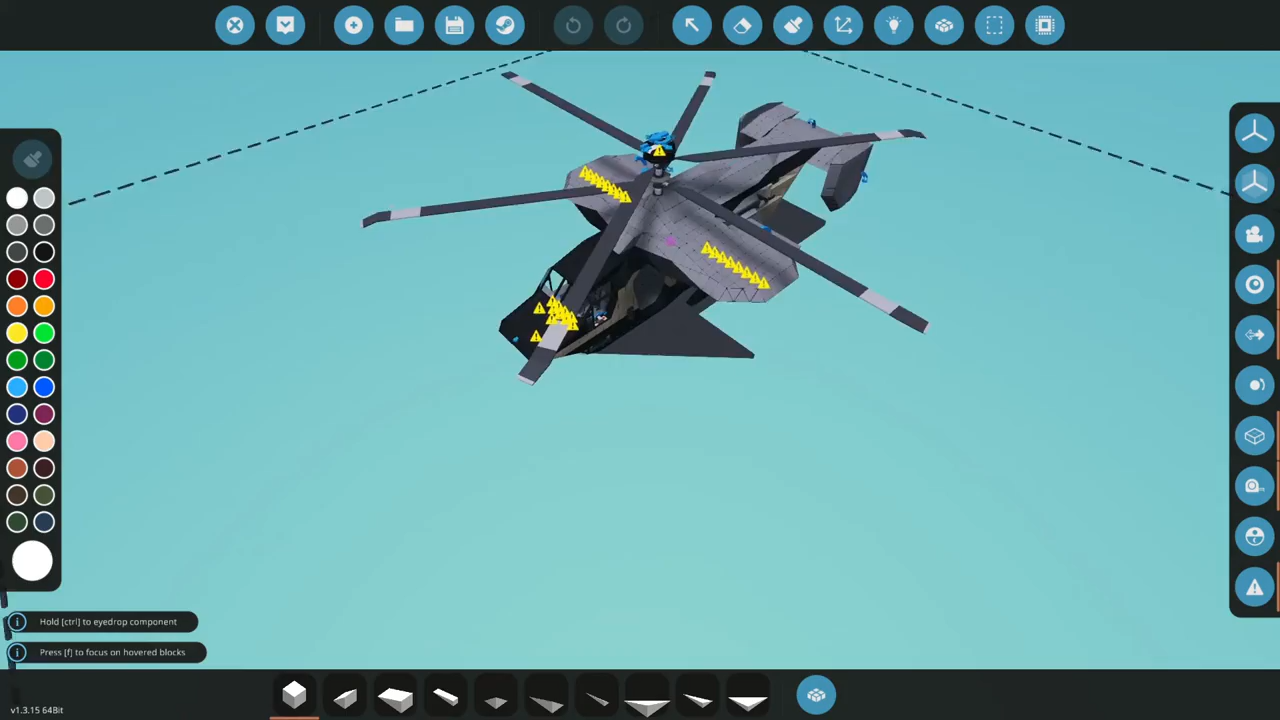 Hold [ctrl] to eyedrop component
Press [f] to focus on hovered blocks
v1.3.15 64Bit